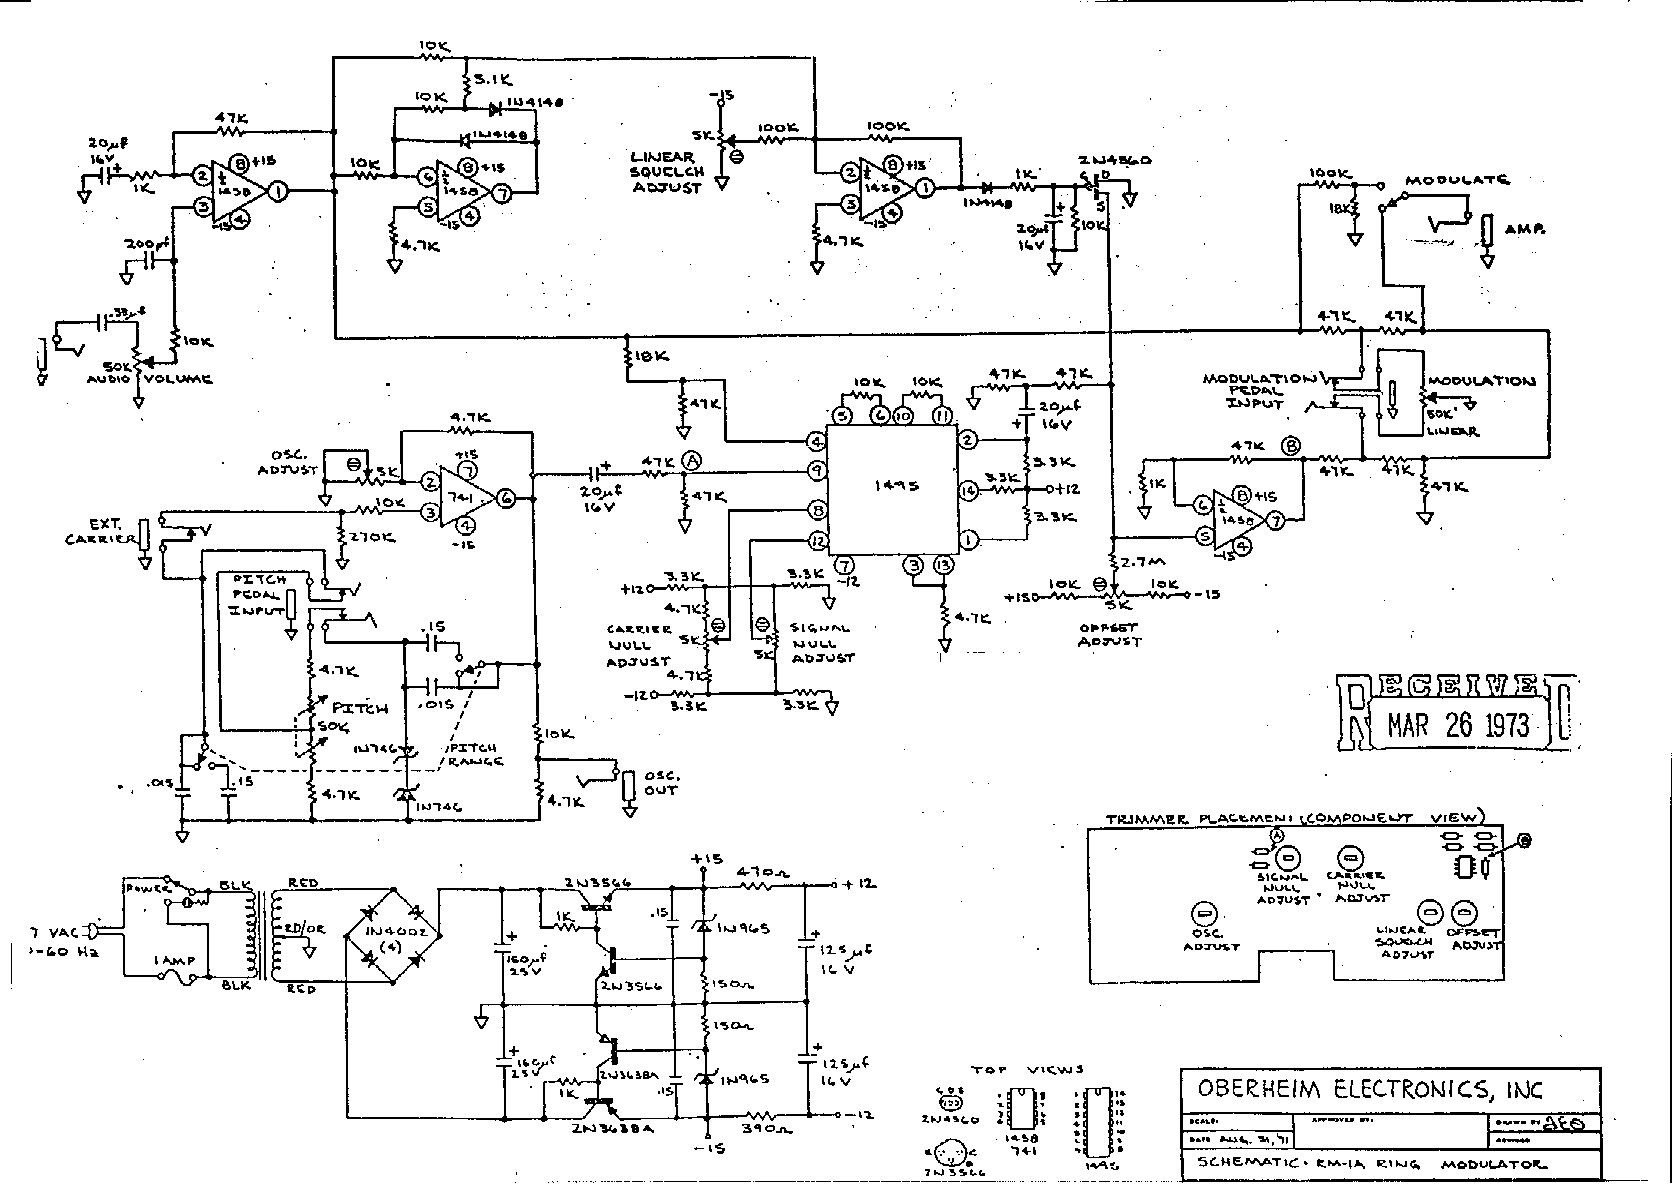 10K
3.1K
10K
1N4148
1N4148
47K
20µf
16V
+
1K
2
8
+15
½
1458
1
3
-15
4
10K
6
8
+15
½
1458
7
5
-15
4
4.7K
200pf
.33µf
10K
50K
AUDIO VOLUME
-15
5K
100K
100K
LINEAR
SQUELCH
ADJUST
2
8
+15
½
1458
1
3
-15
4
4.7K
1N4148
1K
2N4360
G
D
S
+
20µf
16V
10K
100K
18K
MODULATE
AMP.
47K
47K
MODULATION
PEDAL
INPUT
MODULATION
50K
LINEAR
18K
47K
4.7K
OSC.
ADJUST
5K
+15
2
7
741
6
3
4
-15
10K
EXT.
CARRIER
270K
20µf
16V
+
47K
A
47K
10K
10K
5
6
10
11
4
9
8
12
7
-12
3
13
1495
2
14
1
47K
47K
20µf
16V
+
3.3K
3.3K
+12
3.3K
4.7K
47K
B
1K
6
8
+15
½
1458
7
5
-15
4
47K
47K
47K
2.7M
+15
10K
5K
10K
-15
OFFSET
ADJUST
PITCH
PEDAL
INPUT
.15
.015
4.7K
PITCH
50K
4.7K
1N746
PITCH
RANGE
1N746
.015
.15
10K
4.7K
OSC.
OUT
+12
3.3K
3.3K
4.7K
CARRIER
NULL
ADJUST
5K
SIGNAL
NULL
ADJUST
5K
4.7K
-12
3.3K
3.3K
RECEIVED
MAR 26 1973
TRIMMER PLACEMENT (COMPONENT VIEW)
A
B
SIGNAL
NULL
ADJUST
CARRIER
NULL
ADJUST
OSC.
ADJUST
LINEAR
SQUELCH
ADJUST
OFFSET
ADJUST
POWER
BLK
RED
7 VAC
-60 Hz
1 AMP
RD/OR
BLK
RED
1N4002
(4)
160µf
25V
+
160µf
25V
+
1K
2N3566
2N3566
2N3638A
1K
2N3638A
+15
.15
1N965
150Ω
150Ω
1N965
.15
-15
470Ω
+12
+
125µf
16V
+
125µf
16V
390Ω
-12
TOP VIEWS
2N4360
2N3566
1458
741
1495
OBERHEIM ELECTRONICS, INC
SCALE:
APPROVED BY:
DRAWN BY
DATE AUG. 31, 71
REVISED
SCHEMATIC- RM-1A RING MODULATOR